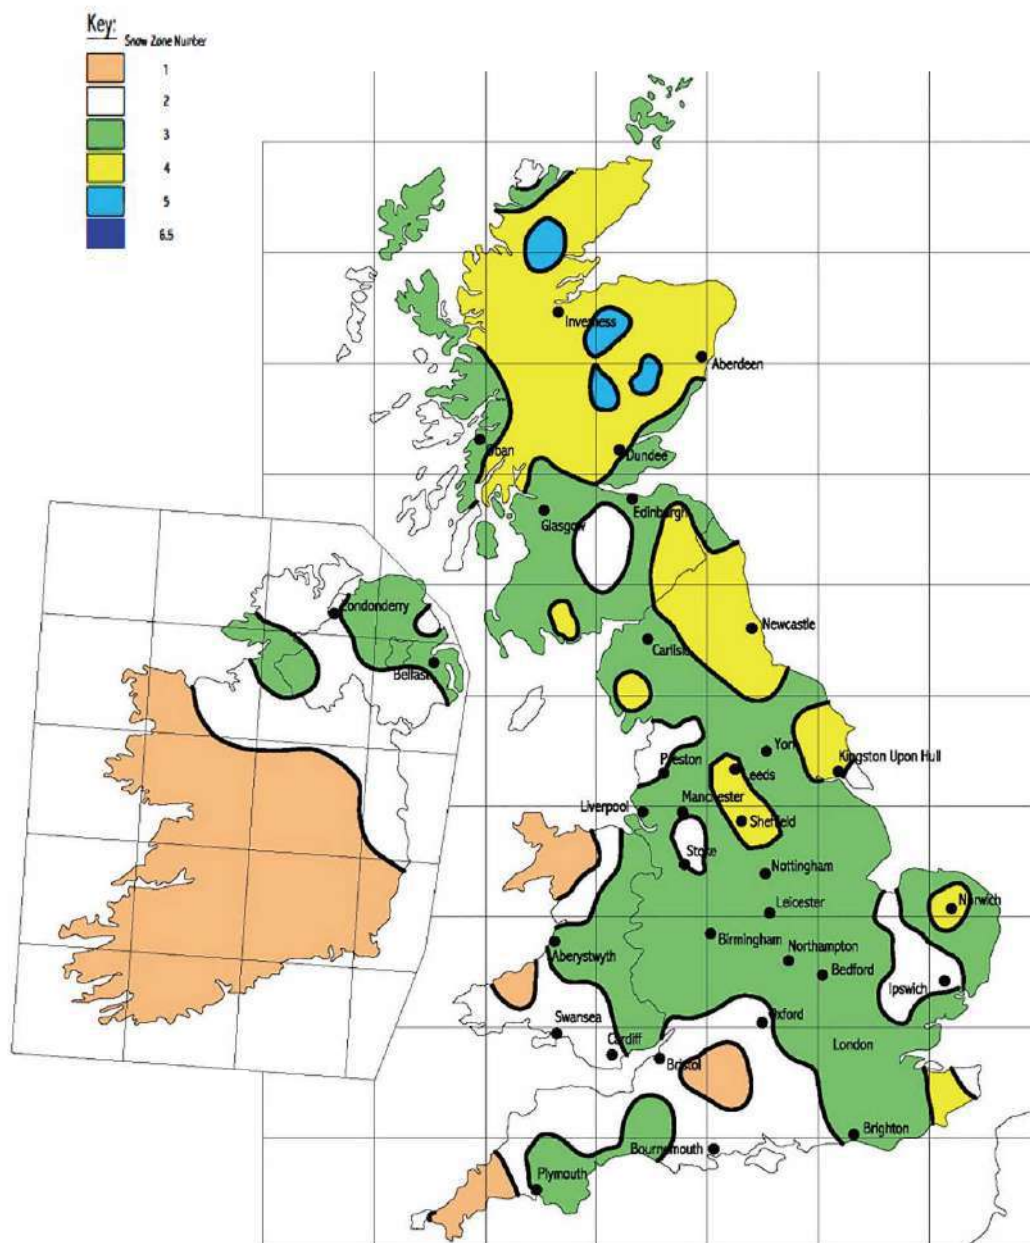 Key:
Snow Zone Number
1
2
3
4
5
6.5
Inverness
Aberdeen
Oban
Dundee
Glasgow
Edinburgh
Londonderry
Newcastle
Carlisle
Belfast
York
Preston
Leeds
Kingston Upon Hull
Liverpool
Manchester
Sheffield
Stoke
Nottingham
Norwich
Leicester
Birmingham
Aberystwyth
Northampton
Bedford
Ipswich
Swansea
Oxford
Cardiff
London
Bristol
Brighton
Bournemouth
Plymouth